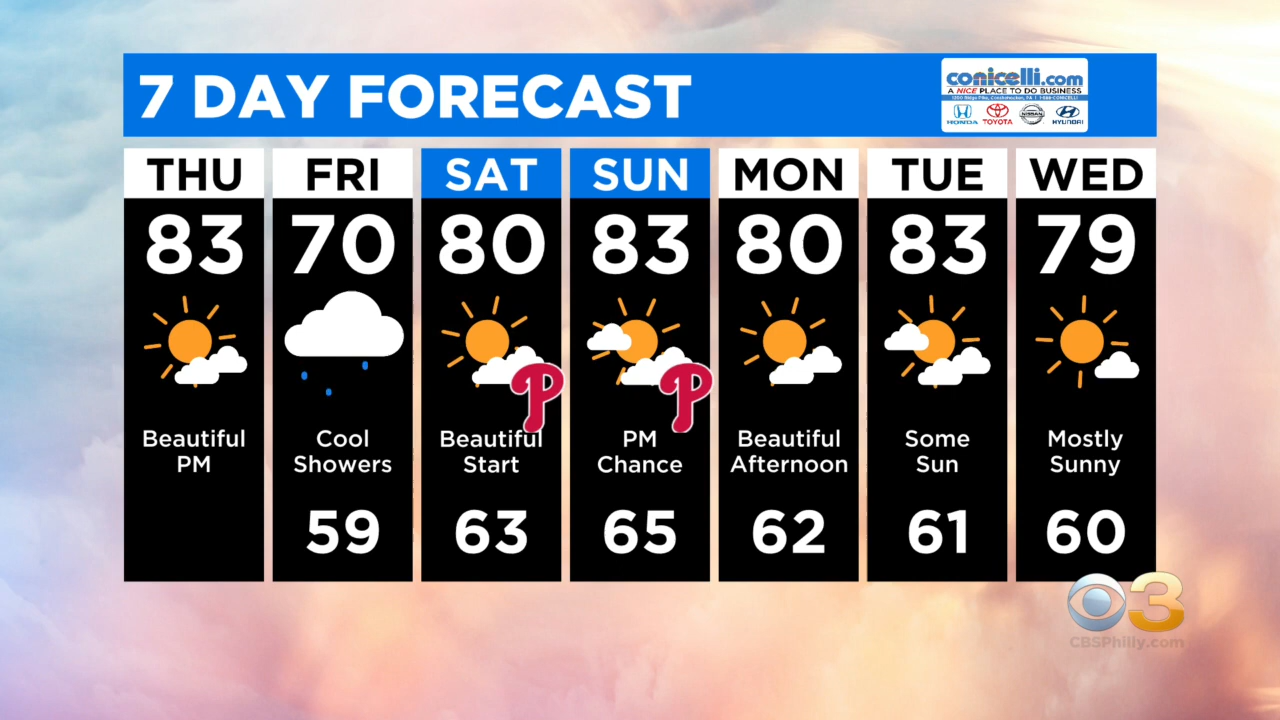 7 DAY FORECAST
conicelli.com
A NICE PLACE TO DO BUSINESS
HONDA TOYOTA NISSAN HYUNDAI
THU FRI SAT SUN MON TUE WED
83 70 80 83 80 83 79
P P
Beautiful PM
Cool Showers
Beautiful Start
PM Chance
Beautiful Afternoon
Some Sun
Mostly Sunny
59 63 65 62 61 60
3
CBSPhilly.com